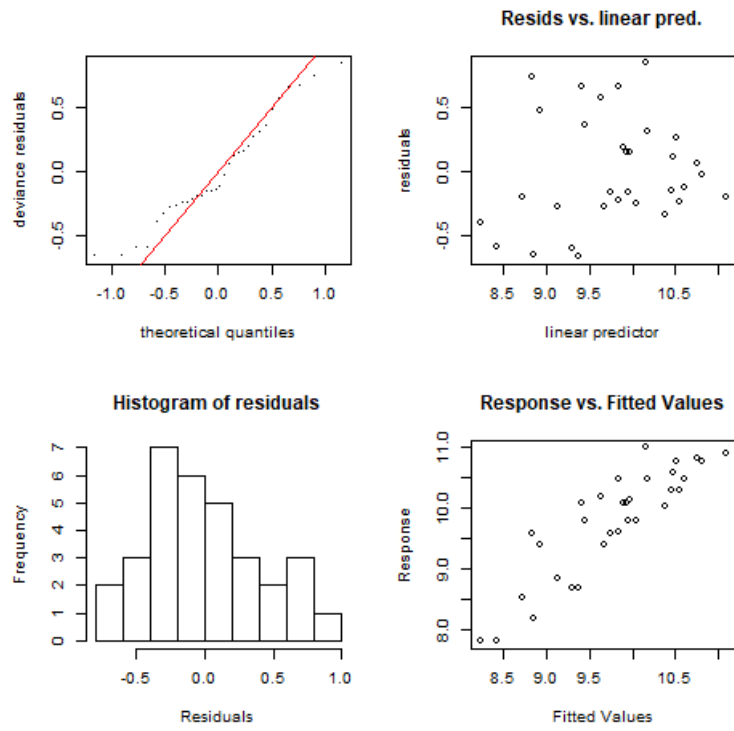 deviance residuals
0.5
0.0
-0.5
-1.0 -0.5 0.0 0.5 1.0
theoretical quantiles
Resids vs. linear pred.
residuals
0.5
0.0
-0.5
8.5 9.0 9.5 10.5
linear predictor
Histogram of residuals
Frequency
7
6
5
4
3
2
1
0
-0.5 0.0 0.5 1.0
Residuals
Response vs. Fitted Values
Response
11.0
10.0
9.0
8.0
8.5 9.0 9.5 10.5
Fitted Values